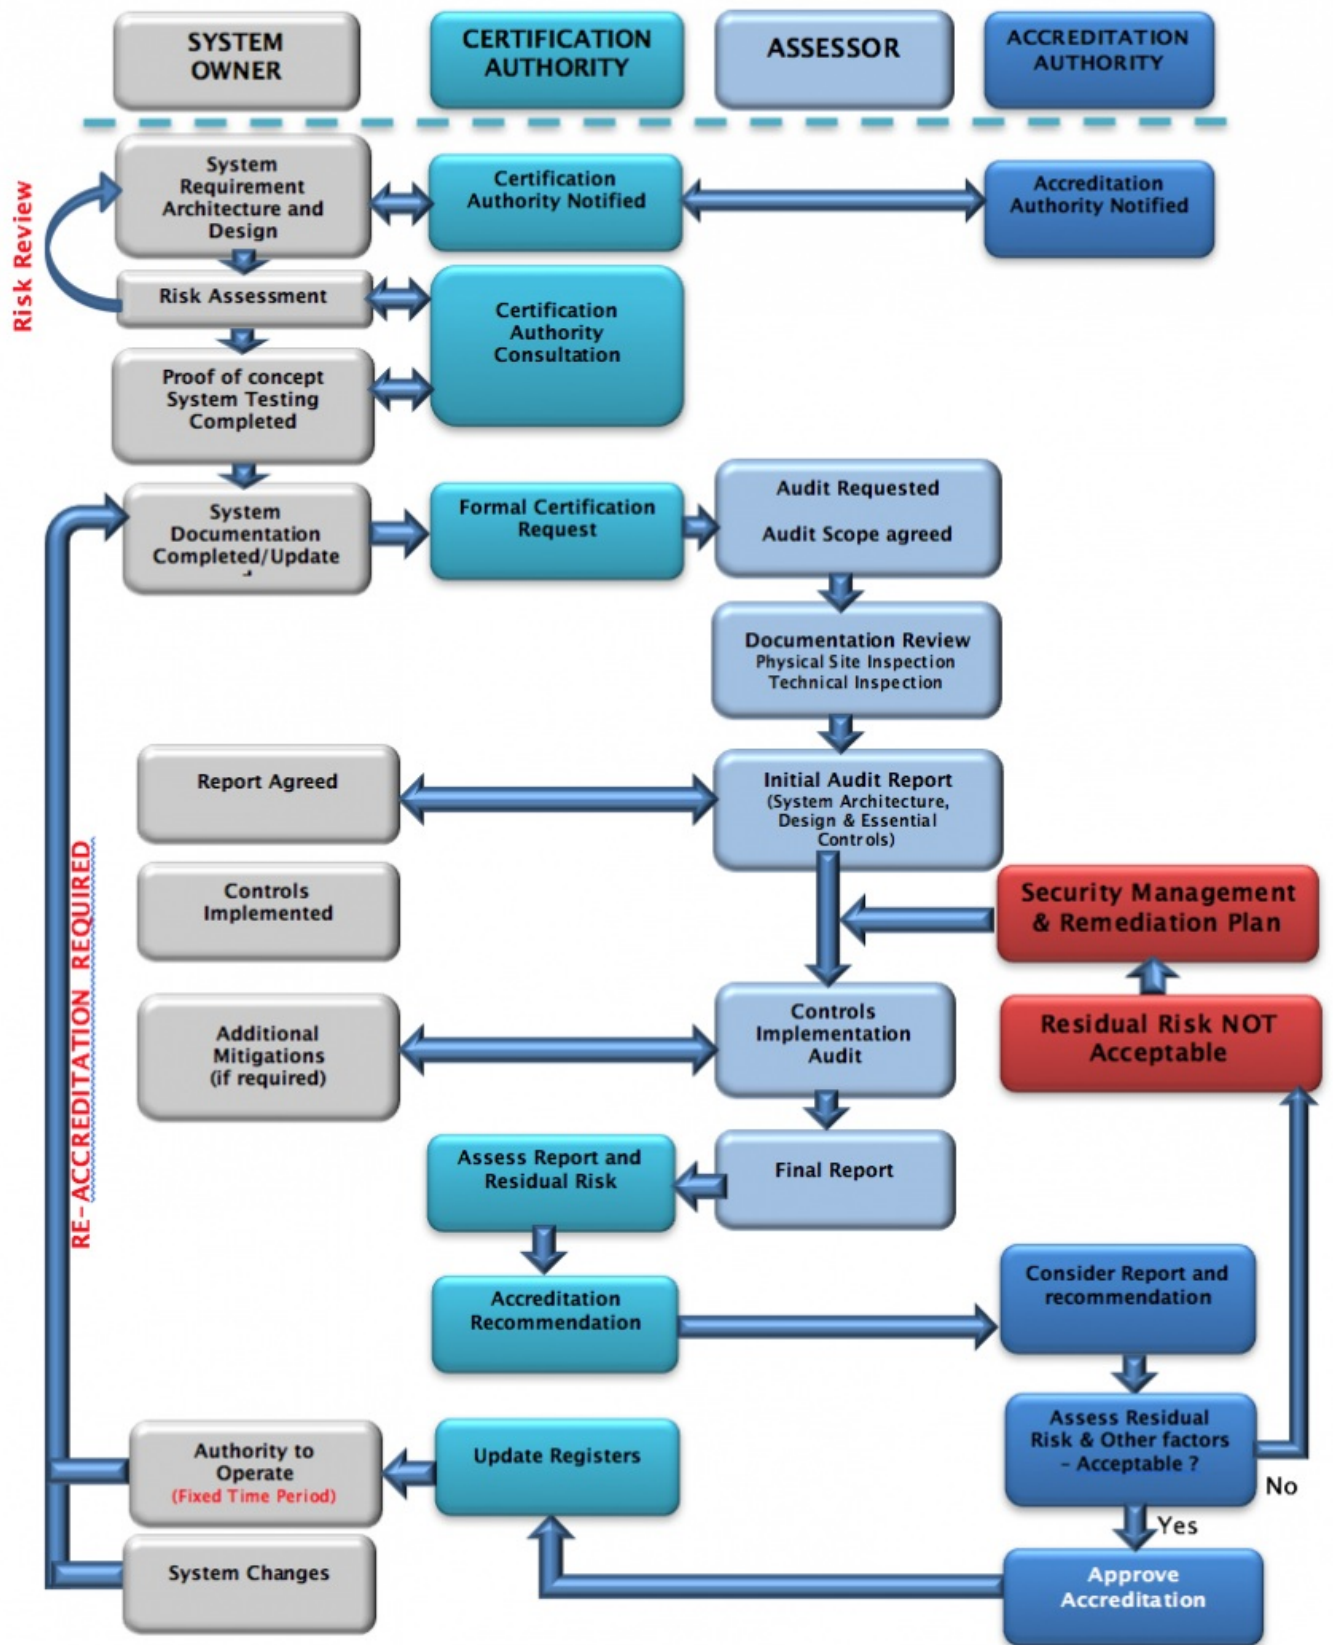 SYSTEM
OWNER
CERTIFICATION
AUTHORITY
ASSESSOR
ACCREDITATION
AUTHORITY
Risk Review
System
Requirement
Architecture and
Design
Certification
Authority Notified
Accreditation
Authority Notified
Risk Assessment
Certification
Authority
Consultation
Proof of concept
System Testing
Completed
System
Documentation
Completed/Update
Formal Certification
Request
Audit Requested
Audit Scope agreed
Documentation Review
Physical Site Inspection
Technical Inspection
Report Agreed
Initial Audit Report
(System Architecture,
Design & Essential
Controls)
RE-ACCREDITATION REQUIRED
Controls
Implemented
Security Management
& Remediation Plan
Additional
Mitigations
(if required)
Controls
Implementation
Audit
Residual Risk NOT
Acceptable
Assess Report and
Residual Risk
Final Report
Accreditation
Recommendation
Consider Report and
recommendation
Authority to
Operate
(Fixed Time Period)
Update Registers
Assess Residual
Risk & Other factors
– Acceptable ?
No
Yes
System Changes
Approve
Accreditation